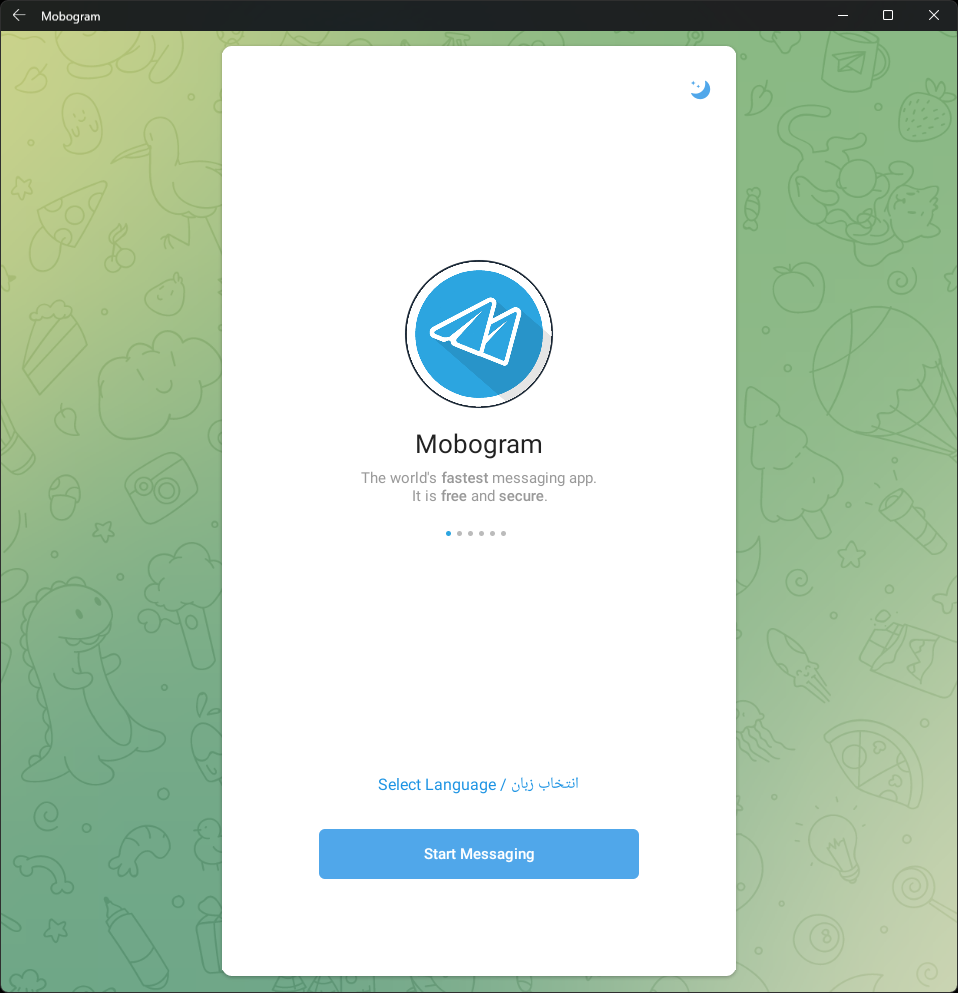 Mobogram
Mobogram
The world's fastest messaging app.
It is free and secure.
Select Language / انتخاب زبان
Start Messaging